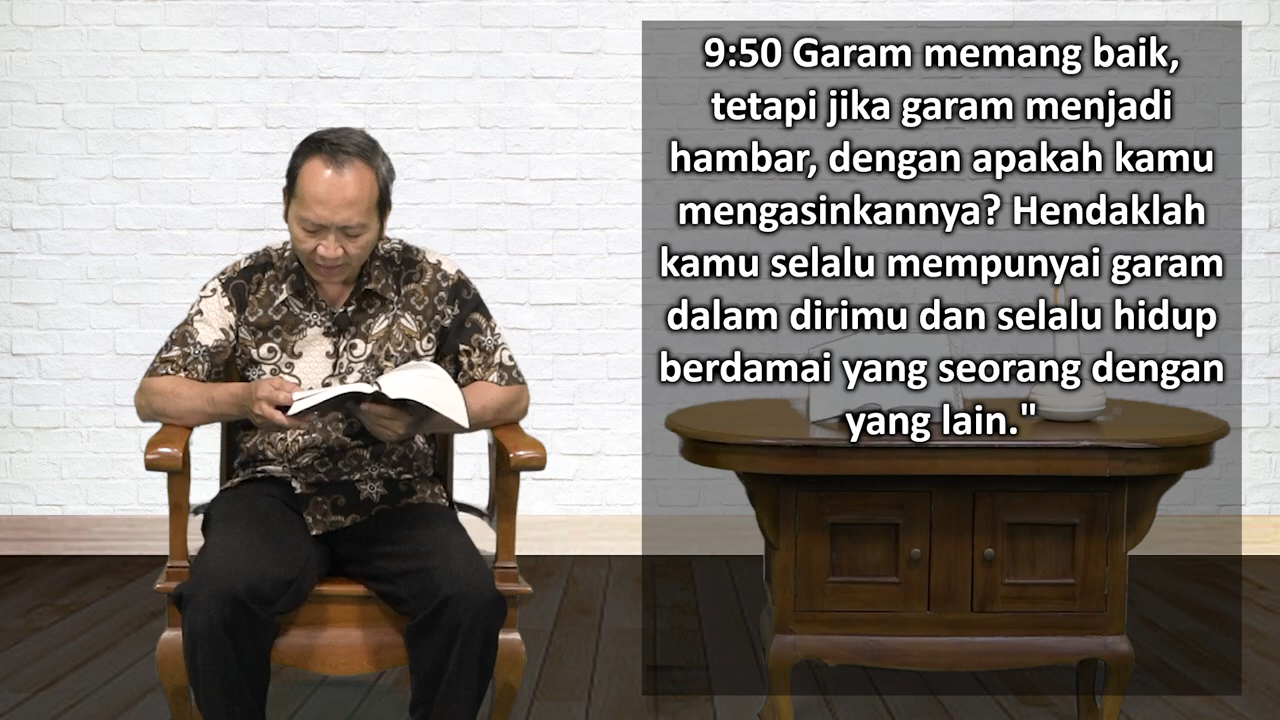 9:50 Garam memang baik,
tetapi jika garam menjadi
hambar, dengan apakah kamu
mengasinkannya? Hendaklah
kamu selalu mempunyai garam
dalam dirimu dan selalu hidup
berdamai yang seorang dengan
yang lain."